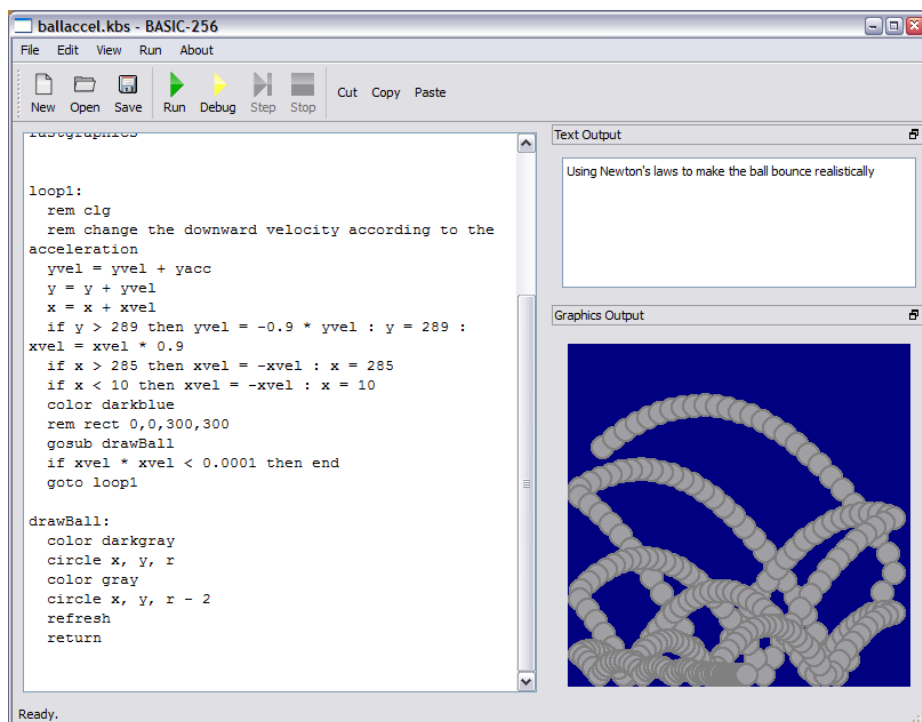 ballaccel.kbs - BASIC-256
File Edit View Run About
New Open Save Run Debug Step Stop Cut Copy Paste
fastgraphics
loop1:
rem clg
rem change the downward velocity according to the
acceleration
yvel = yvel + yacc
y = y + yvel
x = x + xvel
if y > 289 then yvel = -0.9 * yvel : y = 289 :
xvel = xvel * 0.9
if x > 285 then xvel = -xvel : x = 285
if x < 10 then xvel = -xvel : x = 10
color darkblue
rem rect 0,0,300,300
gosub drawBall
if xvel * xvel < 0.0001 then end
goto loop1
drawBall:
color darkgray
circle x, y, r
color gray
circle x, y, r - 2
refresh
return
Text Output
Using Newton's laws to make the ball bounce realistically
Graphics Output
Ready.